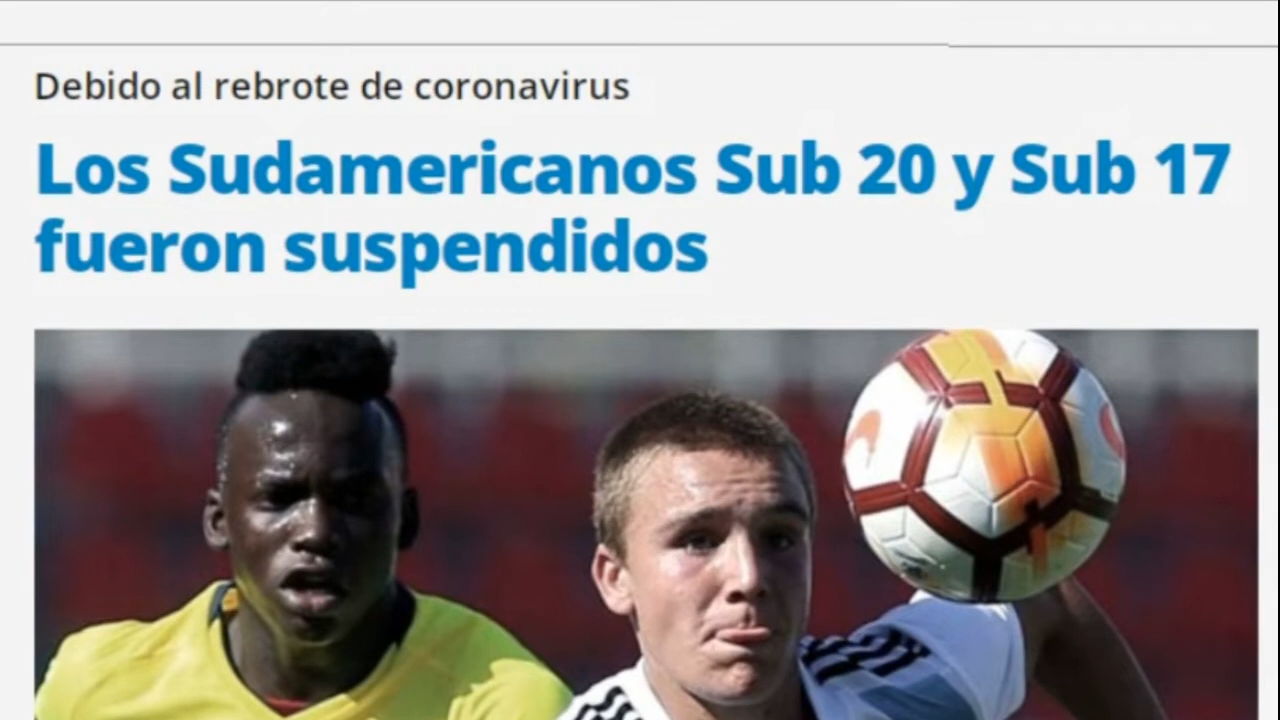 Debido al rebrote de coronavirus
Los Sudamericanos Sub 20 y Sub 17
fueron suspendidos